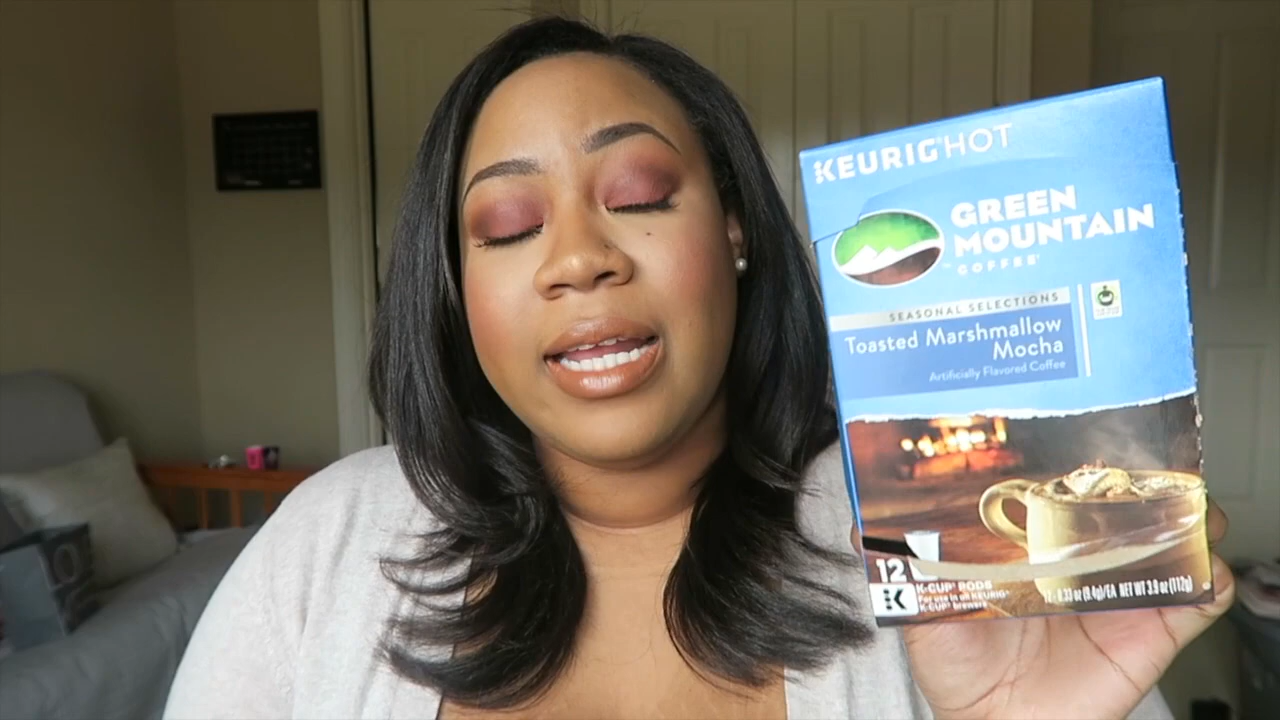 KEURIG HOT
GREEN
MOUNTAIN
COFFEE
SEASONAL SELECTIONS
Toasted Marshmallow
Mocha
Artificially Flavored Coffee
12
K-CUP® PODS
For use in all KEURIG®
K-CUP® brewers
NET WT 3.9 oz (112g)